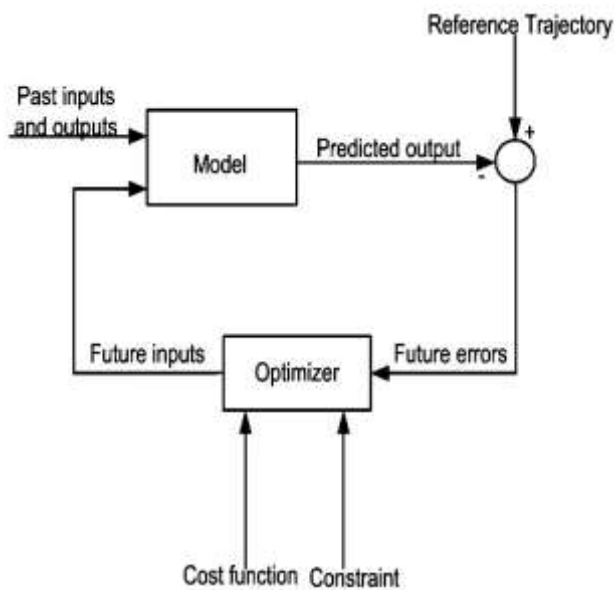 Reference Trajectory
Past inputs
and outputs
+
Model
Predicted output
-
Future inputs
Optimizer
Future errors
Cost function
Constraint